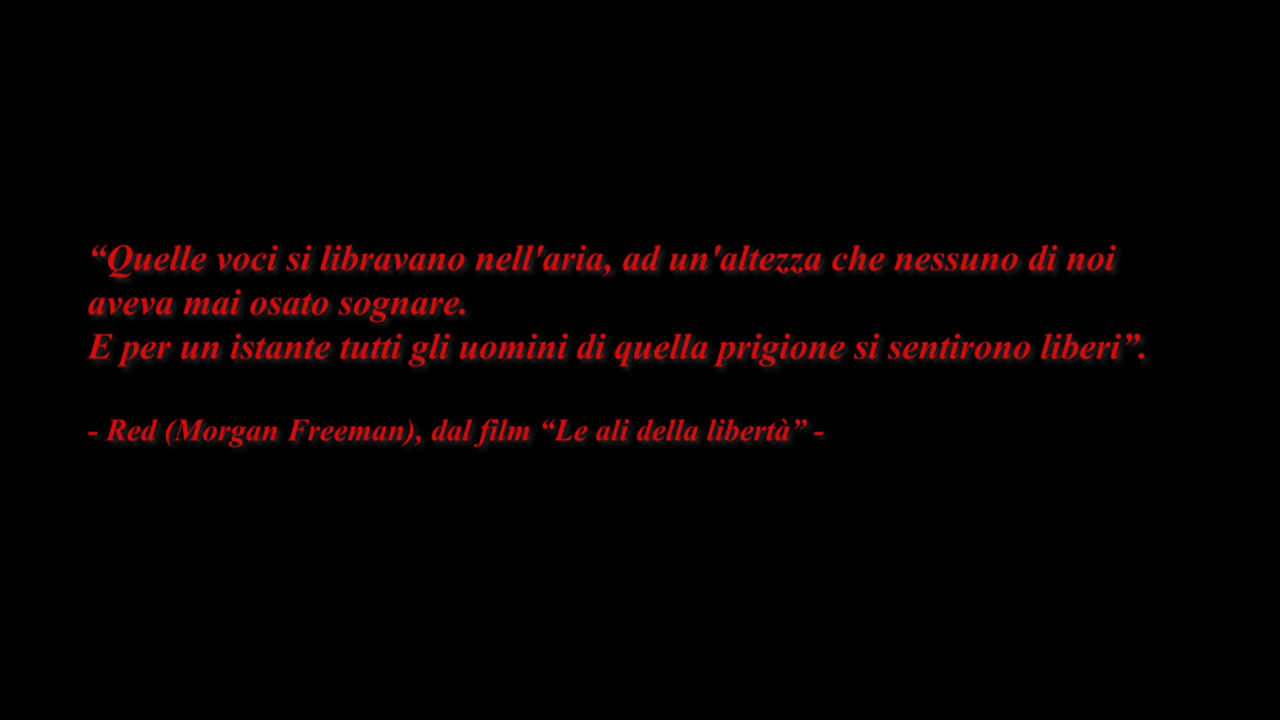 “Quelle voci si libravano nell'aria, ad un'altezza che nessuno di noi
aveva mai osato sognare.
E per un istante tutti gli uomini di quella prigione si sentirono liberi”.
- Red (Morgan Freeman), dal film “Le ali della libertà” -